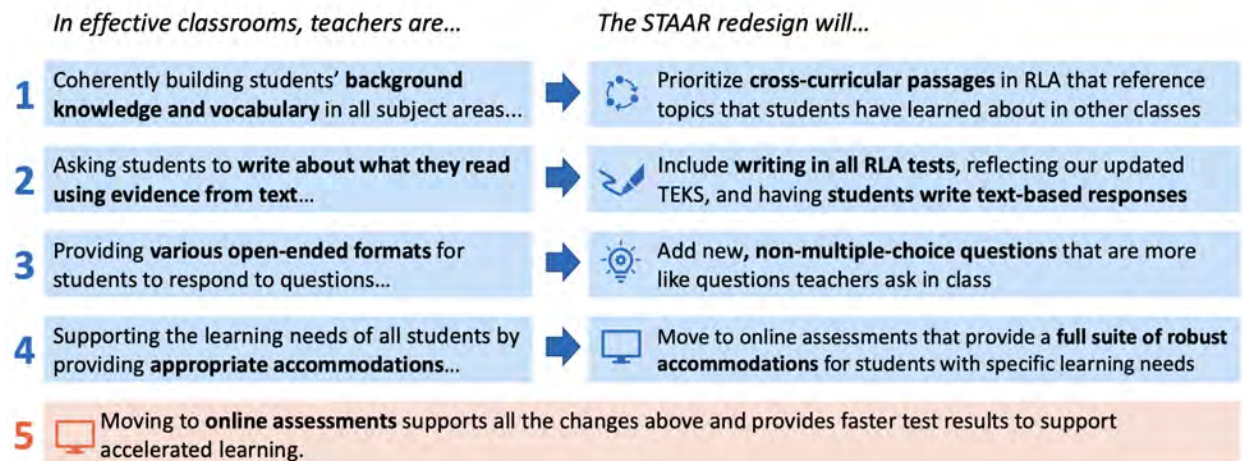 In effective classrooms, teachers are...
The STAAR redesign will...
1
Coherently building students' background
knowledge and vocabulary in all subject areas...
Prioritize cross-curricular passages in RLA that reference
topics that students have learned about in other classes
2
Asking students to write about what they read
using evidence from text...
Include writing in all RLA tests, reflecting our updated
TEKS, and having students write text-based responses
3
Providing various open-ended formats for
students to respond to questions...
Add new, non-multiple-choice questions that are more
like questions teachers ask in class
4
Supporting the learning needs of all students by
providing appropriate accommodations...
Move to online assessments that provide a full suite of robust
accommodations for students with specific learning needs
5
Moving to online assessments supports all the changes above and provides faster test results to support
accelerated learning.